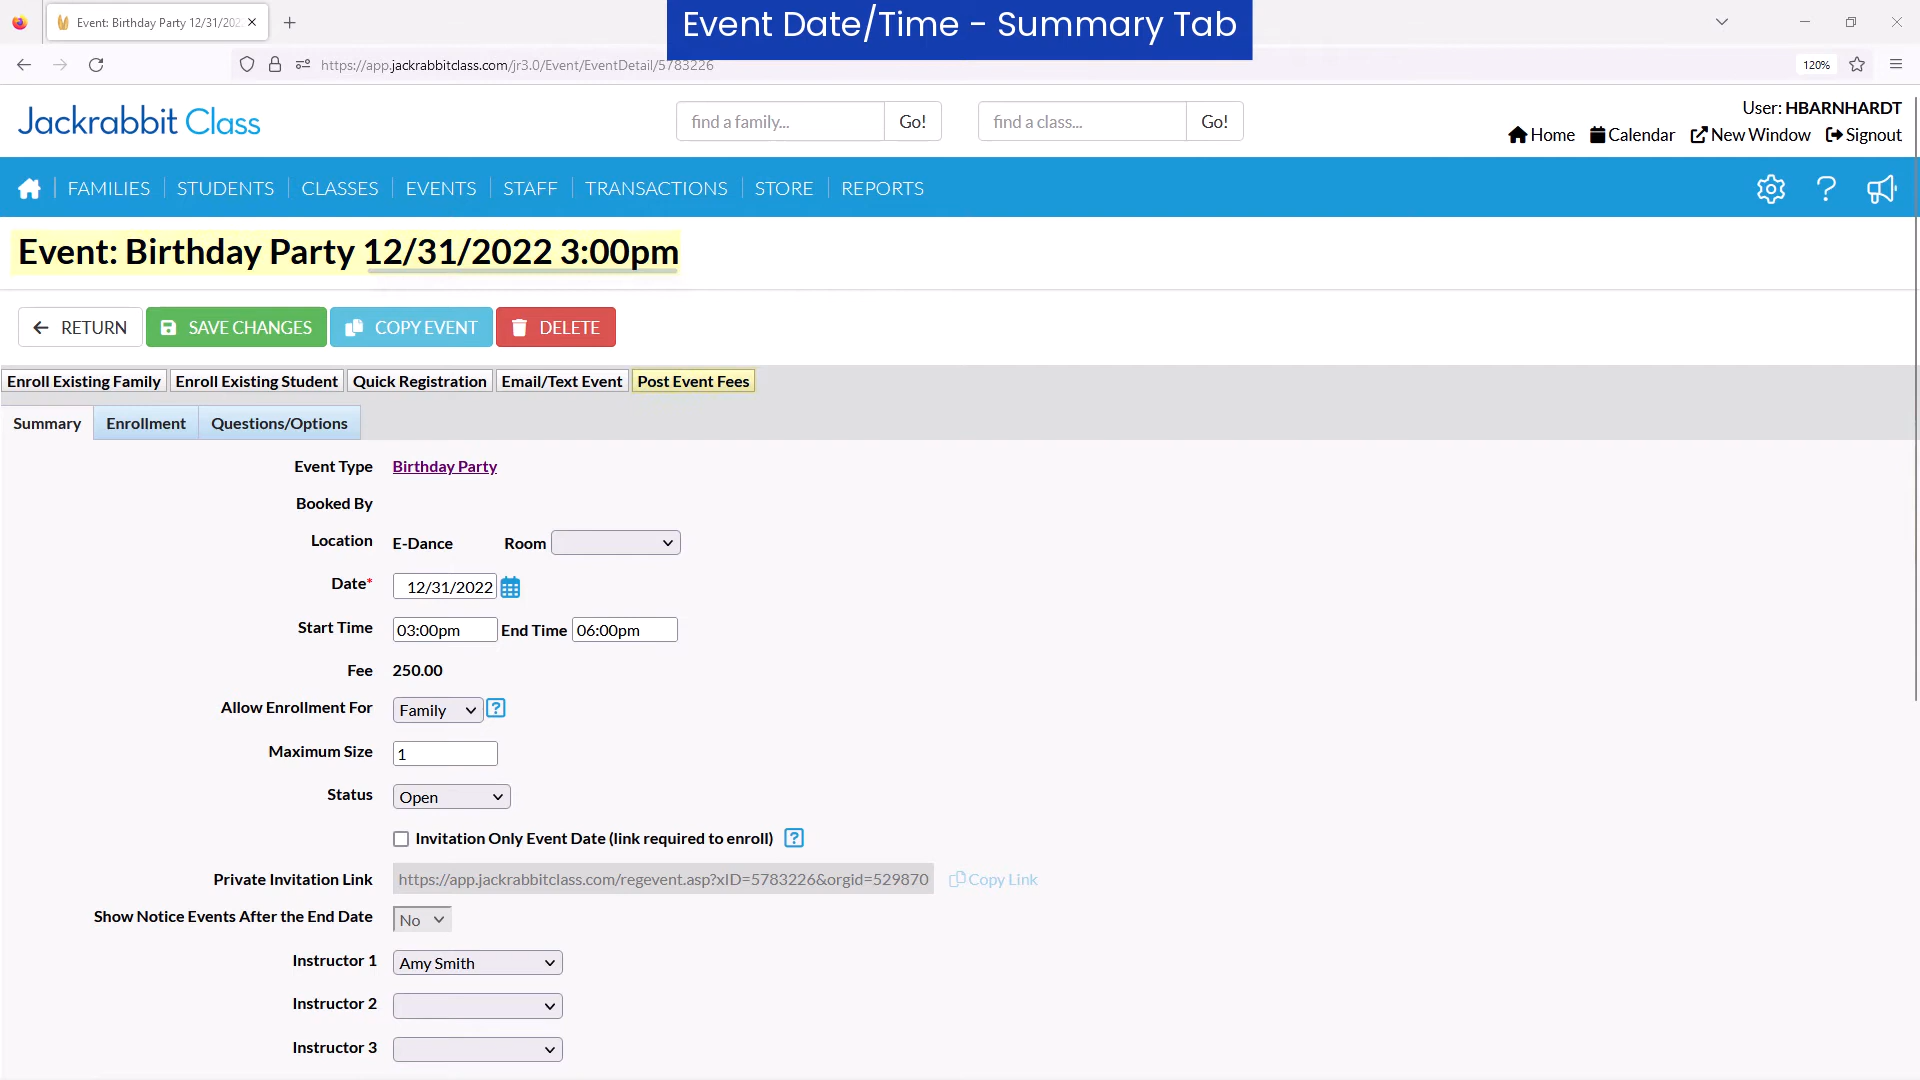 Event Date/Time - Summary Tab
Event: Birthday Party 12/31/202
https://app.jackrabbitclass.com/jr3.0/Event/EventDetail/5783226
120%
Jackrabbit Class
find a family... Go! find a class... Go!
User: HBARNHARDT
Home Calendar New Window Signout
FAMILIES STUDENTS CLASSES EVENTS STAFF TRANSACTIONS STORE REPORTS
Event: Birthday Party 12/31/2022 3:00pm
RETURN SAVE CHANGES COPY EVENT DELETE
Enroll Existing Family Enroll Existing Student Quick Registration Email/Text Event Post Event Fees
Summary Enrollment Questions/Options
Event Type Birthday Party
Booked By
Location E-Dance Room
Date* 12/31/2022
Start Time 03:00pm End Time 06:00pm
Fee 250.00
Allow Enrollment For Family ?
Maximum Size 1
Status Open
Invitation Only Event Date (link required to enroll) ?
Private Invitation Link https://app.jackrabbitclass.com/regevent.asp?xID=5783226&orgid=529870 Copy Link
Show Notice Events After the End Date No
Instructor 1 Amy Smith
Instructor 2
Instructor 3